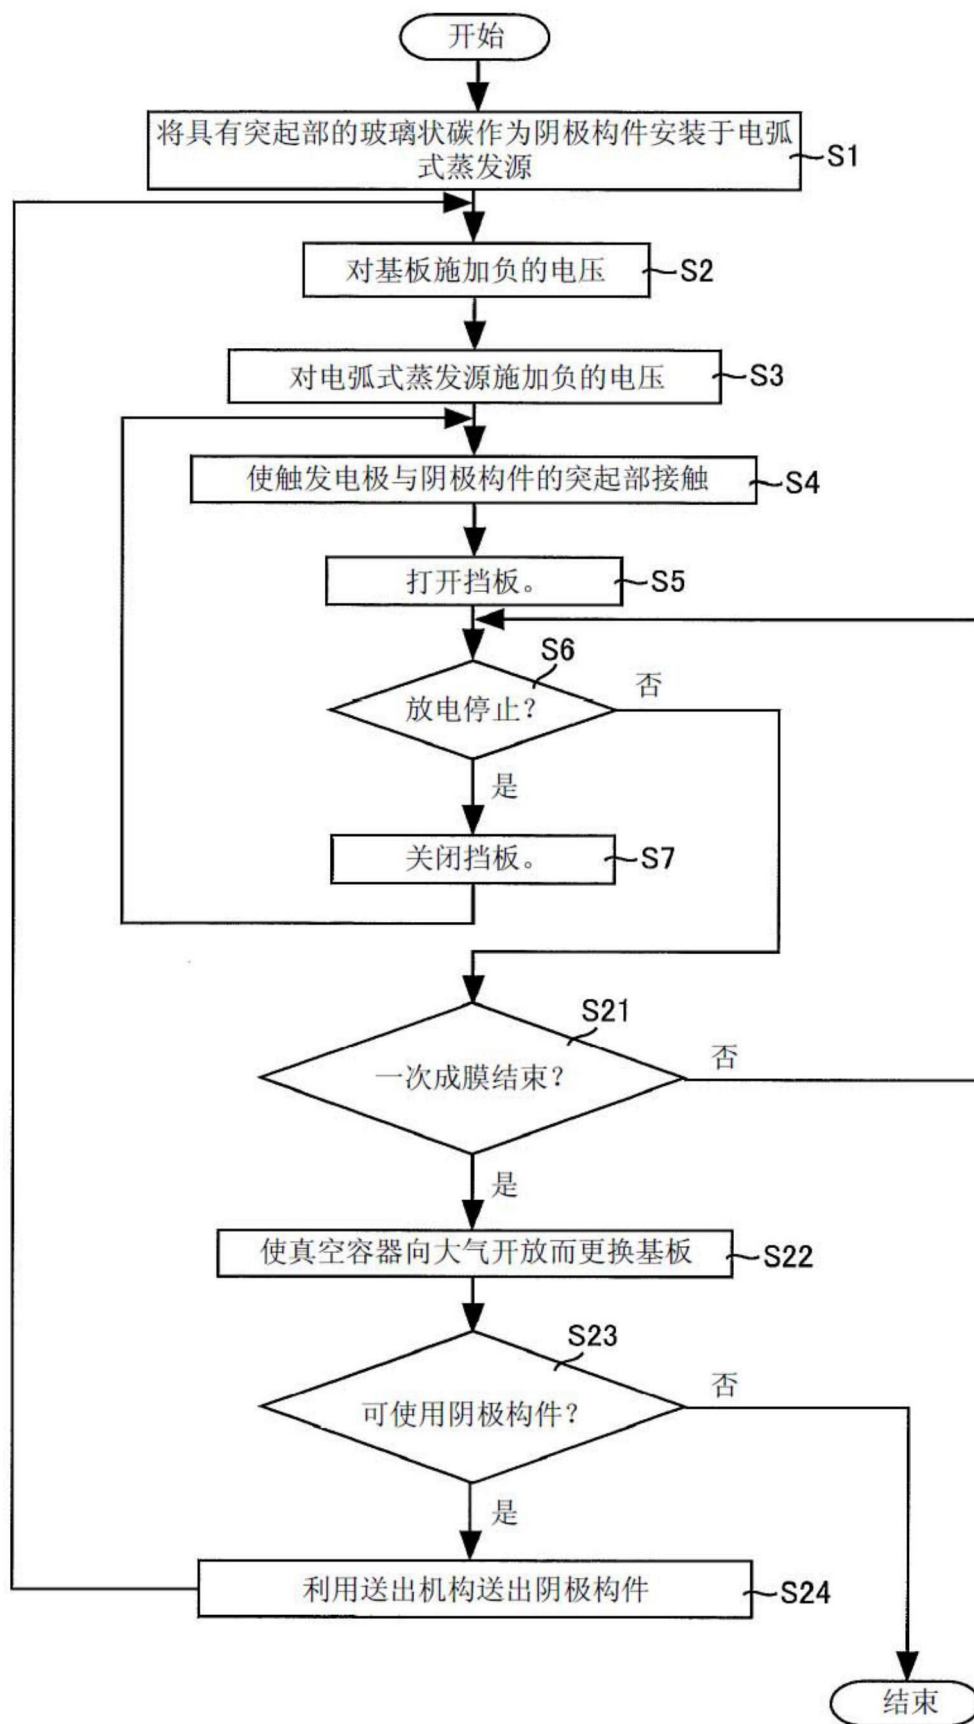 开始
将具有突起部的玻璃状碳作为阴极构件安装于电弧
式蒸发源
S1
对基板施加负的电压
S2
对电弧式蒸发源施加负的电压
S3
使触发电极与阴极构件的突起部接触
S4
打开挡板。
S5
S6
放电停止？
否
是
关闭挡板。
S7
S21
一次成膜结束？
否
是
使真空容器向大气开放而更换基板
S22
S23
可使用阴极构件？
否
是
利用送出机构送出阴极构件
S24
结束